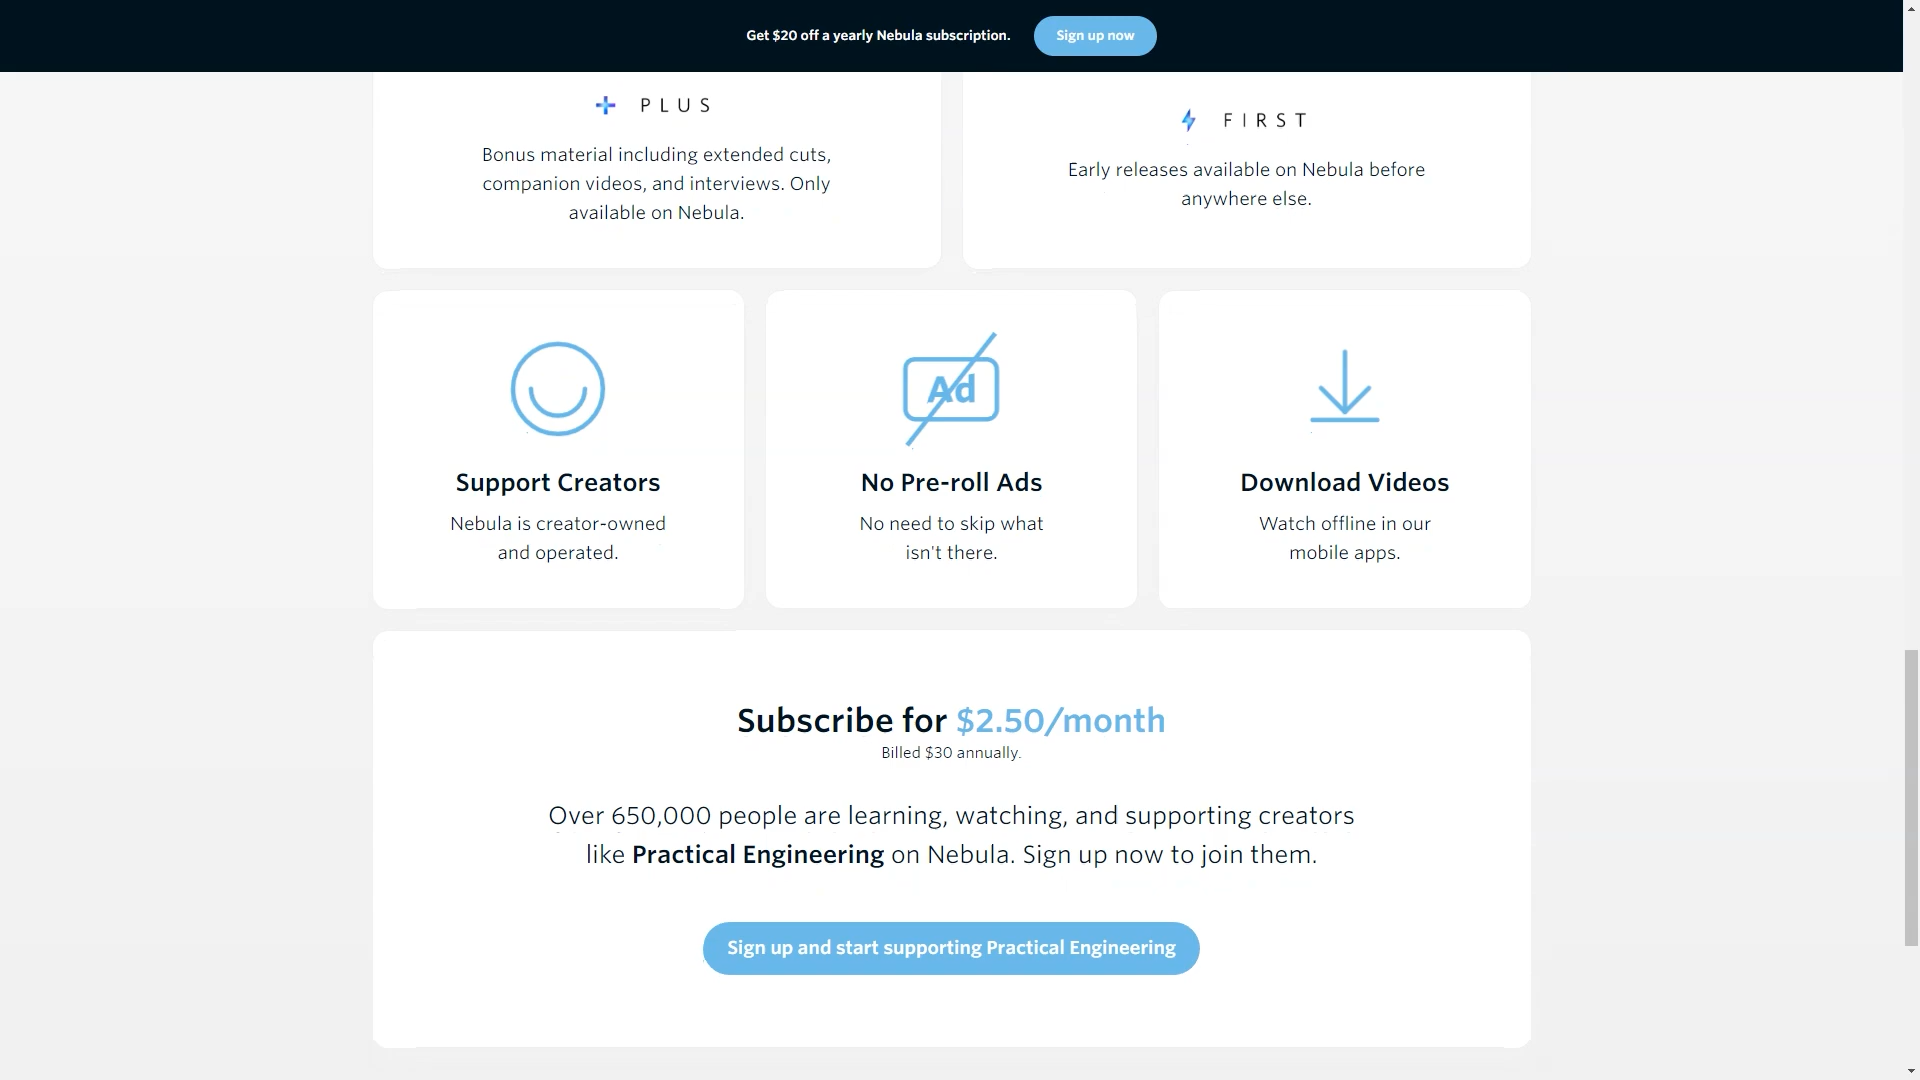 Get $20 off a yearly Nebula subscription.
Sign up now
PLUS
Bonus material including extended cuts,
companion videos, and interviews. Only
available on Nebula.
FIRST
Early releases available on Nebula before
anywhere else.
Ad
Support Creators
Nebula is creator-owned
and operated.
No Pre-roll Ads
No need to skip what
isn't there.
Download Videos
Watch offline in our
mobile apps.
Subscribe for $2.50/month
Billed $30 annually.
Over 650,000 people are learning, watching, and supporting creators
like Practical Engineering on Nebula. Sign up now to join them.
Sign up and start supporting Practical Engineering